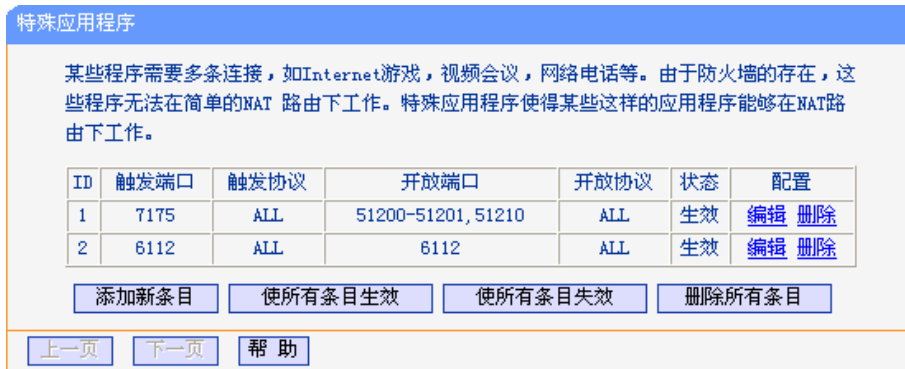 特殊应用程序
某些程序需要多条连接，如Internet游戏，视频会议，网络电话等。由于防火墙的存在，这
些程序无法在简单的NAT 路由下工作。特殊应用程序使得某些这样的应用程序能够在NAT路
由下工作。
ID 触发端口 触发协议 开放端口 开放协议 状态 配置
1 7175 ALL 51200-51201,51210 ALL 生效 编辑 删除
2 6112 ALL 6112 ALL 生效 编辑 删除
添加新条目 使所有条目生效 使所有条目失效 删除所有条目
上一页 下一页 帮 助